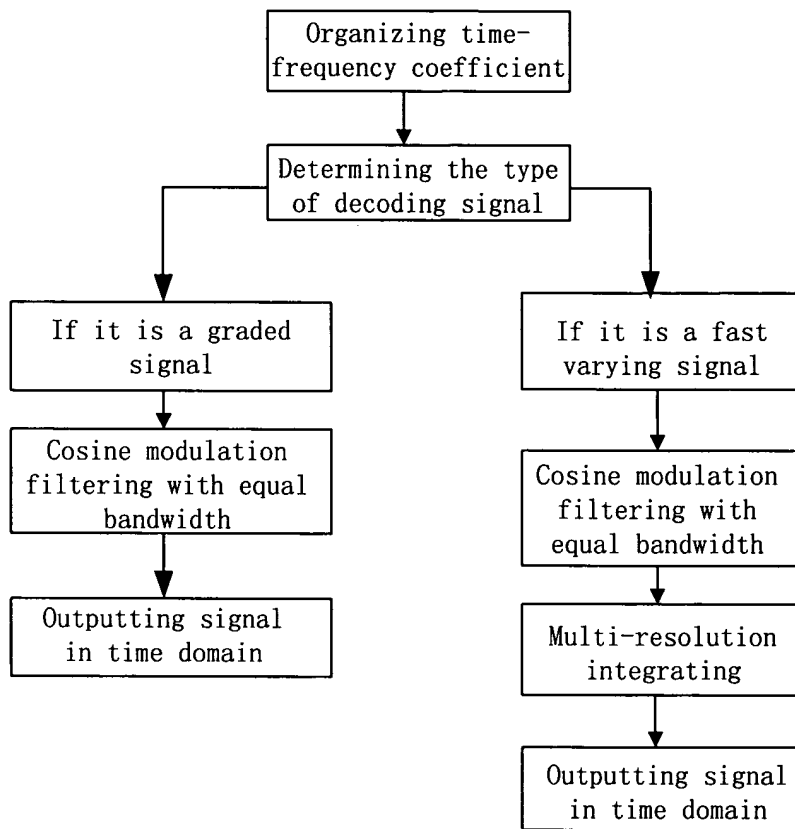 Organizing time-
frequency coefficient
Determining the type
of decoding signal
If it is a graded
signal
Cosine modulation
filtering with equal
bandwidth
Outputting signal
in time domain
If it is a fast
varying signal
Cosine modulation
filtering with
equal bandwidth
Multi-resolution
integrating
Outputting signal
in time domain